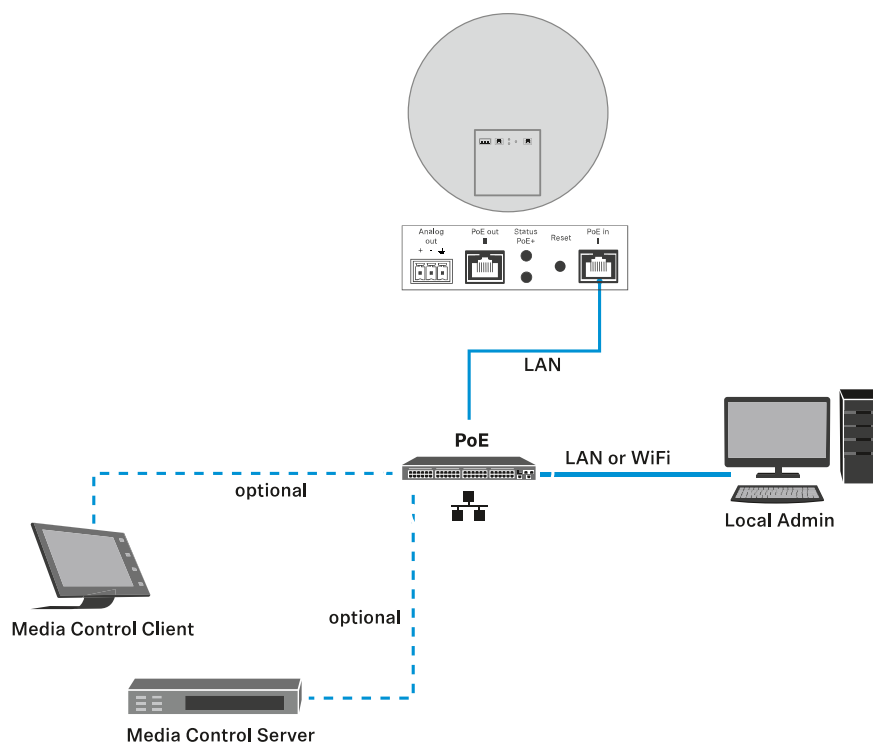 Analog
out
+ - ⏚
PoE out
II
Status
PoE+
Reset
PoE in
I
LAN
PoE
LAN or WiFi
optional
Local Admin
Media Control Client
optional
Media Control Server